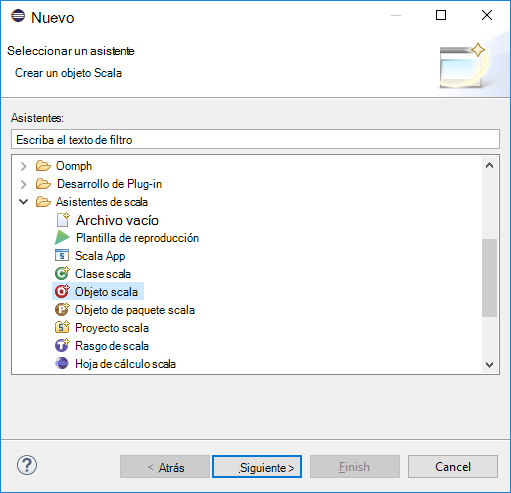 Nuevo
Seleccionar un asistente
Crear un objeto Scala
Asistentes:
Escriba el texto de filtro
Oomph
Desarrollo de Plug-in
Asistentes de scala
Archivo vacío
Plantilla de reproducción
Scala App
Clase scala
Objeto scala
Objeto de paquete scala
Proyecto scala
Rasgo de scala
Hoja de cálculo scala
< Atrás
Siguiente >
Finish
Cancel